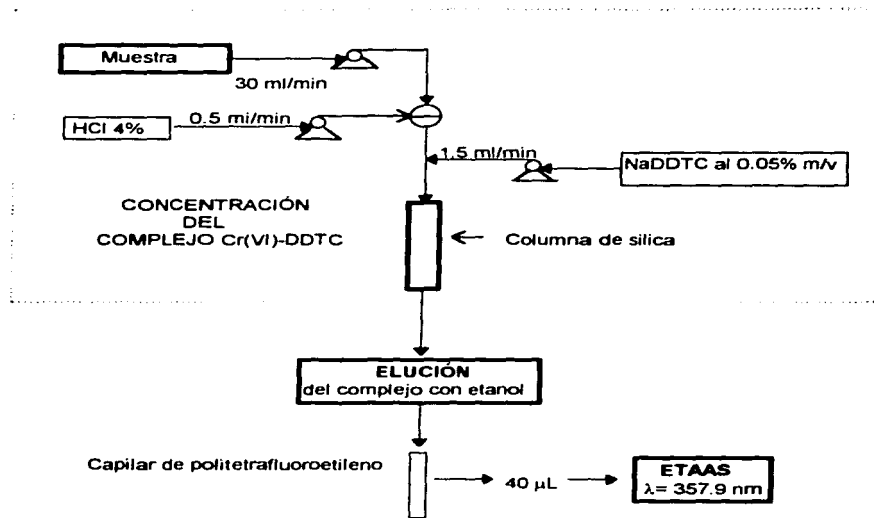 Muestra
30 ml/min
HCl 4%
0.5 mi/min
1.5 ml/min
NaDDTC al 0.05% m/v
CONCENTRACIÓN
DEL
COMPLEJO Cr(VI)-DDTC
Columna de silica
ELUCIÓN
del complejo con etanol
Capilar de politetrafluoroetileno
40 µL
ETAAS
λ= 357.9 nm